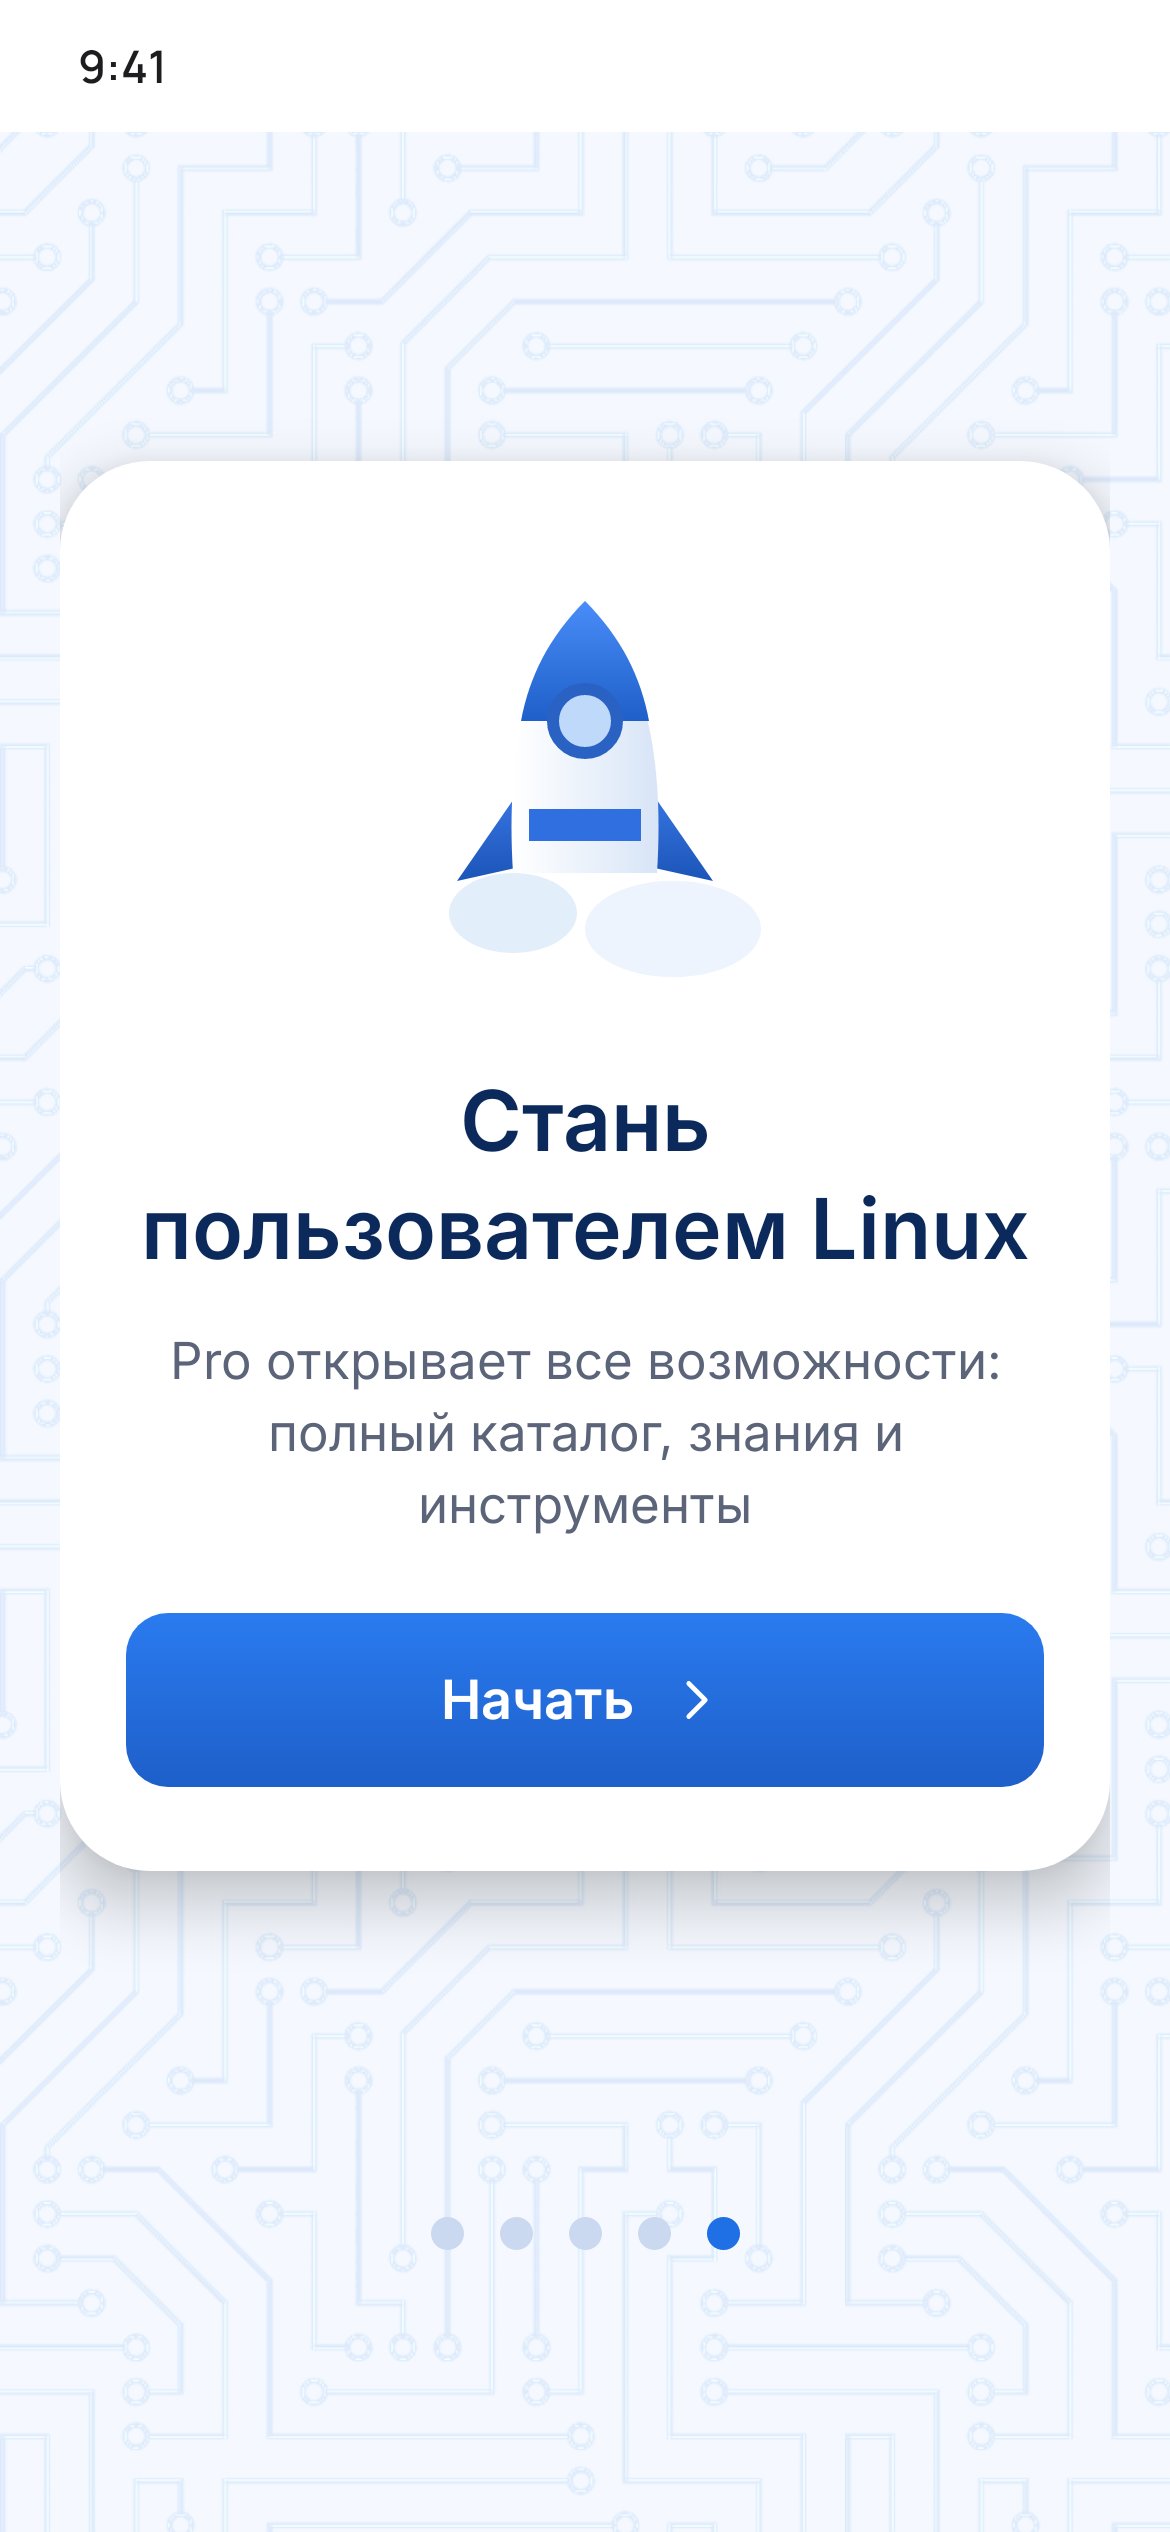 9:41
Стань
пользователем Linux
Pro открывает все возможности:
полный каталог, знания и
инструменты
Начать